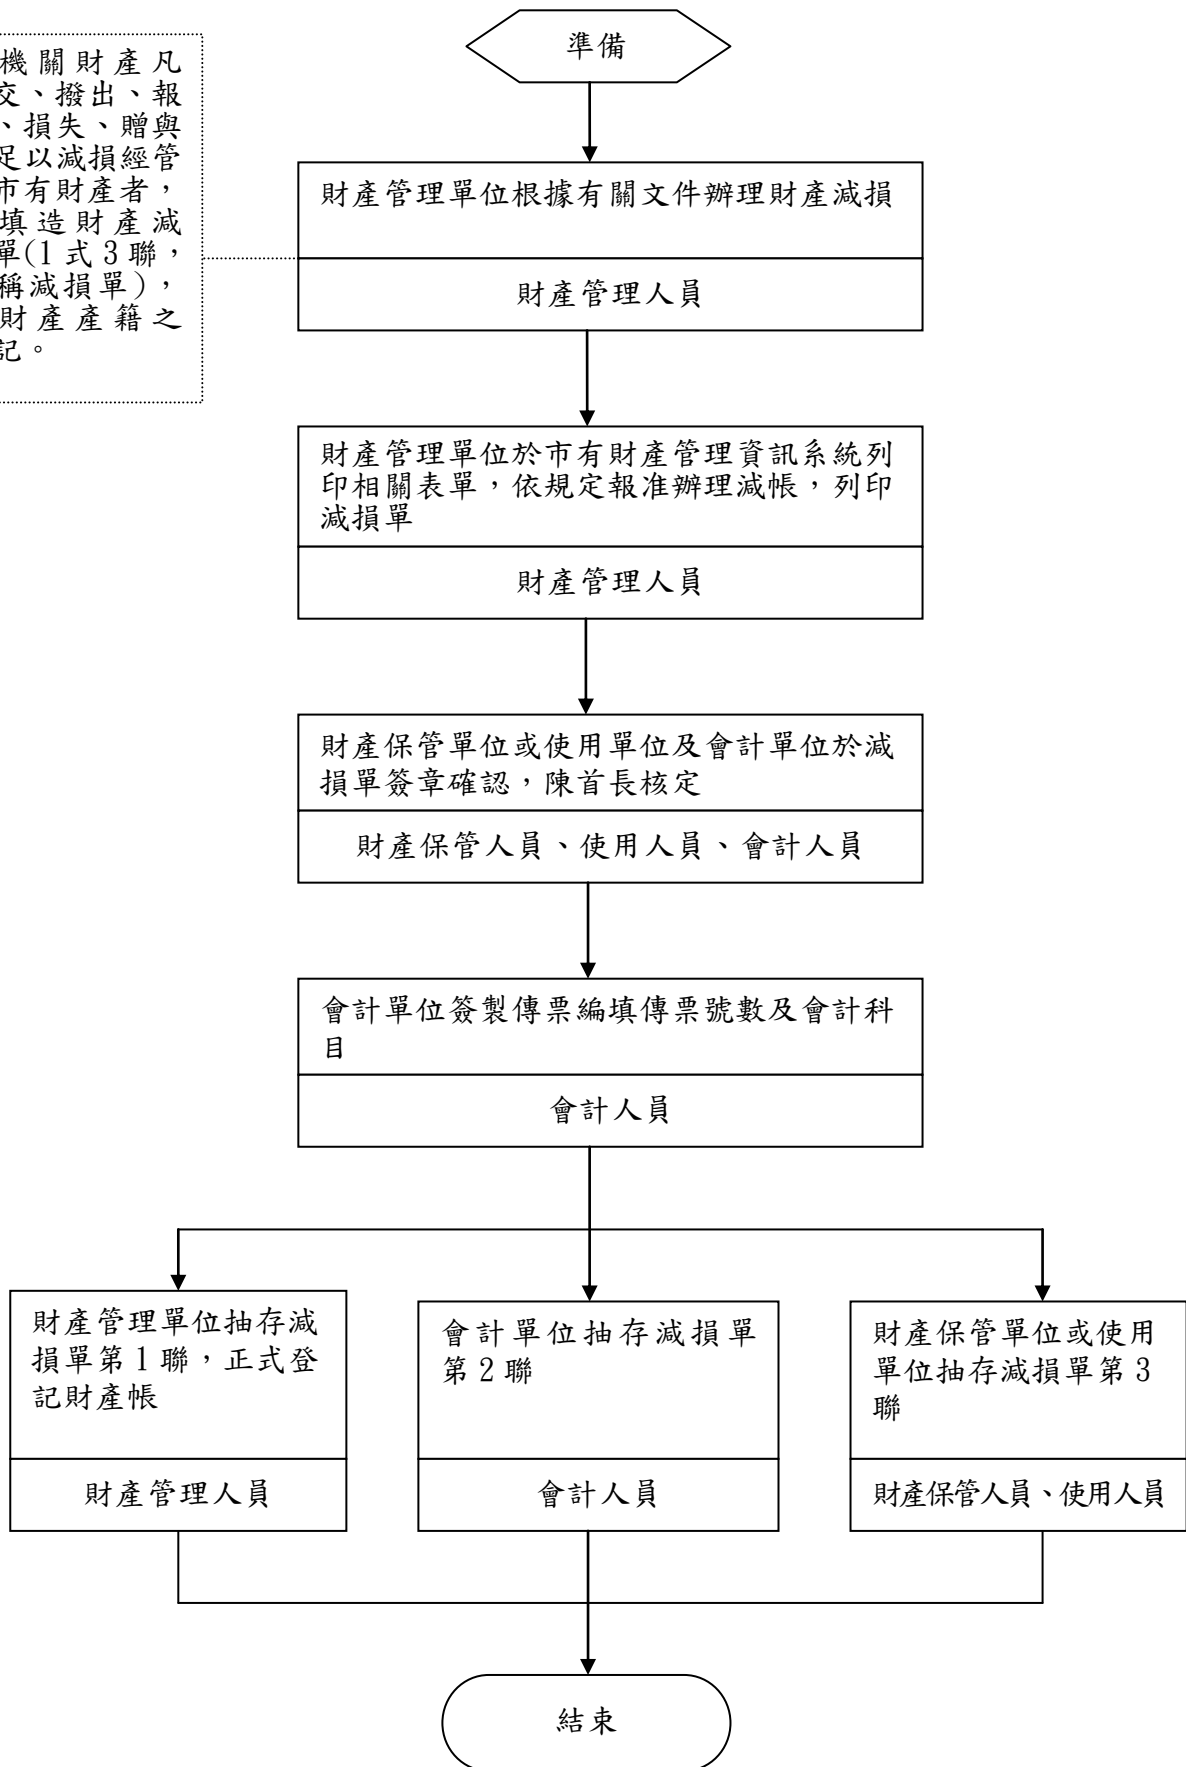 準備
機關財產凡
交、撥出、報
、損失、贈與
足以減損經管
市有財產者，
填造財產減
單(1式3聯，
稱減損單)，
財產產籍之
記。
財產管理單位根據有關文件辦理財產減損
財產管理人員
財產管理單位於市有財產管理資訊系統列
印相關表單，依規定報准辦理減帳，列印
減損單
財產管理人員
財產保管單位或使用單位及會計單位於減
損單簽章確認，陳首長核定
財產保管人員、使用人員、會計人員
會計單位簽製傳票編填傳票號數及會計科
目
會計人員
財產管理單位抽存減
損單第1聯，正式登
記財產帳
財產管理人員
會計單位抽存減損單
第2聯
會計人員
財產保管單位或使用
單位抽存減損單第3
聯
財產保管人員、使用人員
結束